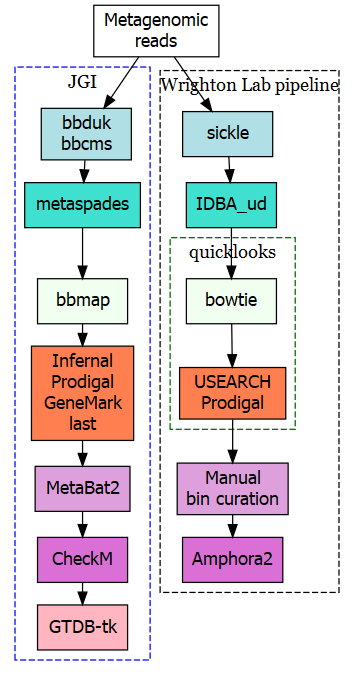 Metagenomic
reads
JGI
bbduk
bbcms
metaspades
bbmap
Infernal
Prodigal
GeneMark
last
MetaBat2
CheckM
GTDB-tk
Wrighton Lab pipeline
sickle
IDBA_ud
quicklooks
bowtie
USEARCH
Prodigal
Manual
bin curation
Amphora2